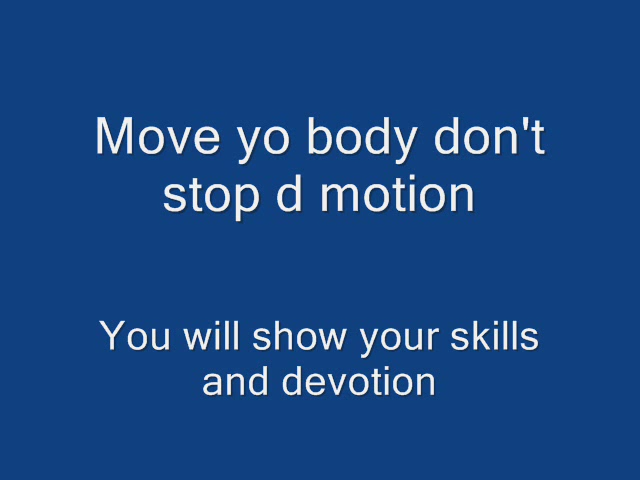 Move yo body don't
stop d motion
You will show your skills
and devotion